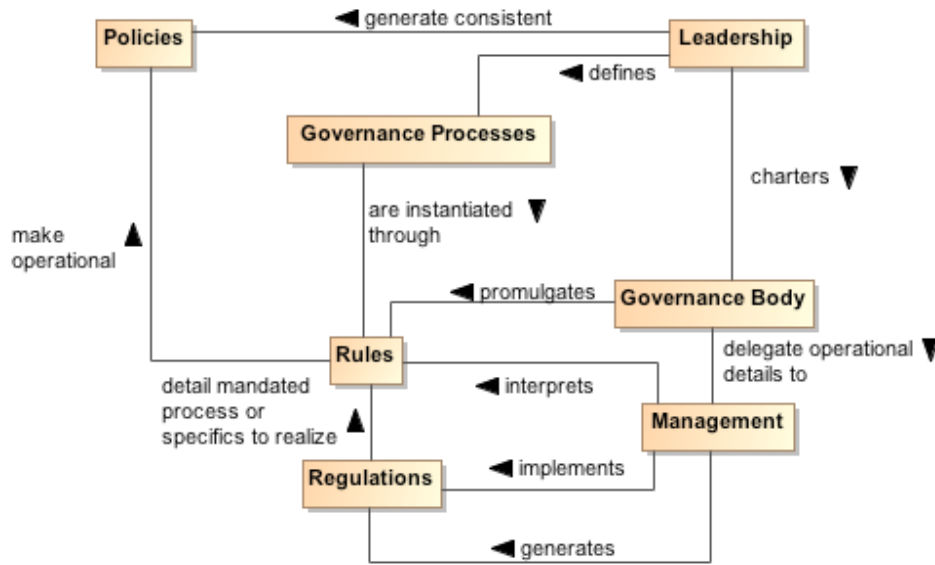 generate consistent
Policies
Leadership
defines
Governance Processes
charters
are instantiated
through
make
operational
Governance Body
promulgates
Rules
delegate operational
details to
detail mandated
process or
specifics to realize
interprets
Management
Regulations
implements
generates